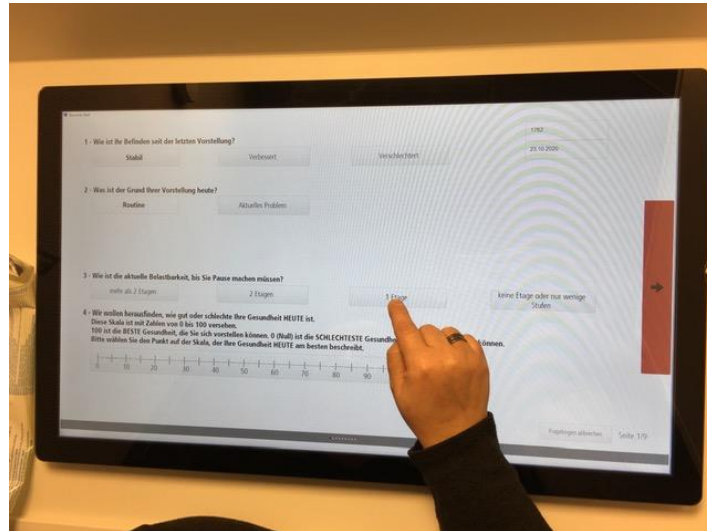 1782
23.10.2020
1 - Wie ist Ihr Befinden seit der letzten Vorstellung?
Stabil
Verbessert
Verschlechtert
2 - Was ist der Grund Ihrer Vorstellung heute?
Routine
Aktuelles Problem
3 - Wie ist die aktuelle Belastbarkeit, bis Sie Pause machen müssen?
mehr als 2 Etagen
2 Etagen
1 Etage
keine Etage oder nur wenige
Stufen
4 - Wir wollen herausfinden, wie gut oder schlecht Ihre Gesundheit HEUTE ist.
Diese Skala ist mit Zahlen von 0 bis 100 versehen.
100 ist die BESTE Gesundheit, die Sie sich vorstellen können. 0 (Null) ist die SCHLECHTESTE können.
Bitte wählen Sie den Punkt auf der Skala, der Ihre Gesundheit HEUTE am besten beschreibt.
0 10 20 30 40 50 60 70 80 90
Fragebogen abbrechen
Seite 1/9